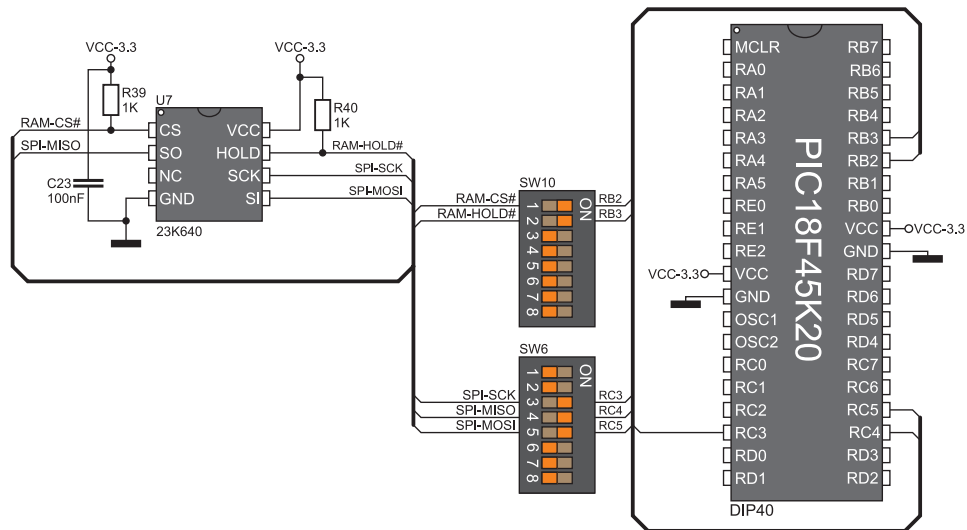 VCC-3.3
VCC-3.3
R39
1K
U7
R40
1K
RAM-CS#
CS
VCC
SPI-MISO
SO
HOLD
RAM-HOLD#
NC
SCK
SPI-SCK
GND
SI
SPI-MOSI
C23
100nF
23K640
SW10
RAM-CS#
RAM-HOLD#
1
2
3
4
5
6
7
8
ON
RB2
RB3
SW6
SPI-SCK
SPI-MISO
SPI-MOSI
1
2
3
4
5
6
7
8
ON
RC3
RC4
RC5
MCLR
RA0
RA1
RA2
RA3
RA4
RA5
RE0
RE1
RE2
VCC
GND
OSC1
OSC2
RC0
RC1
RC2
RC3
RD0
RD1
VCC-3.3
PIC18F45K20
RB7
RB6
RB5
RB4
RB3
RB2
RB1
RB0
VCC
GND
RD7
RD6
RD5
RD4
RC7
RC6
RC5
RC4
RD3
RD2
VCC-3.3
DIP40